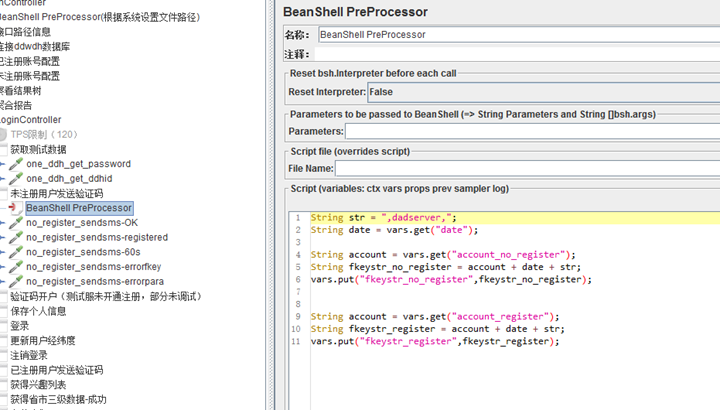 nController
BeanShell PreProcessor(根据系统设置文件路径)
接口路径信息
连接ddwdh数据库
已注册账号配置
未注册账号配置
察看结果树
聚合报告
LoginController
TPS限制（120）
获取测试数据
one_ddh_get_password
one_ddh_get_ddhid
未注册用户发送验证码
BeanShell PreProcessor
no_register_sendsms-OK
no_register_sendsms-registered
no_register_sendsms-60s
no_register_sendsms-errorfkey
no_register_sendsms-errorpara
验证码开户（测试服未开通注册，部分未调试）
保存个人信息
登录
更新用户经纬度
注销登录
已注册用户发送验证码
获得兴趣列表
获得省市三级数据-成功
BeanShell PreProcessor
名称： BeanShell PreProcessor
注释：
Reset bsh.Interpreter before each call
Reset Interpreter: False
Parameters to be passed to BeanShell (=> String Parameters and String []bsh.args)
Parameters:
Script file (overrides script)
File Name:
Script (variables: ctx vars props prev sampler log)
1 String str = ",dadserver,";
2 String date = vars.get("date");
3
4 String account = vars.get("account_no_register");
5 String fkeystr_no_register = account + date + str;
6 vars.put("fkeystr_no_register",fkeystr_no_register);
7
8
9 String account = vars.get("account_register");
10 String fkeystr_register = account + date + str;
11 vars.put("fkeystr_register",fkeystr_register);